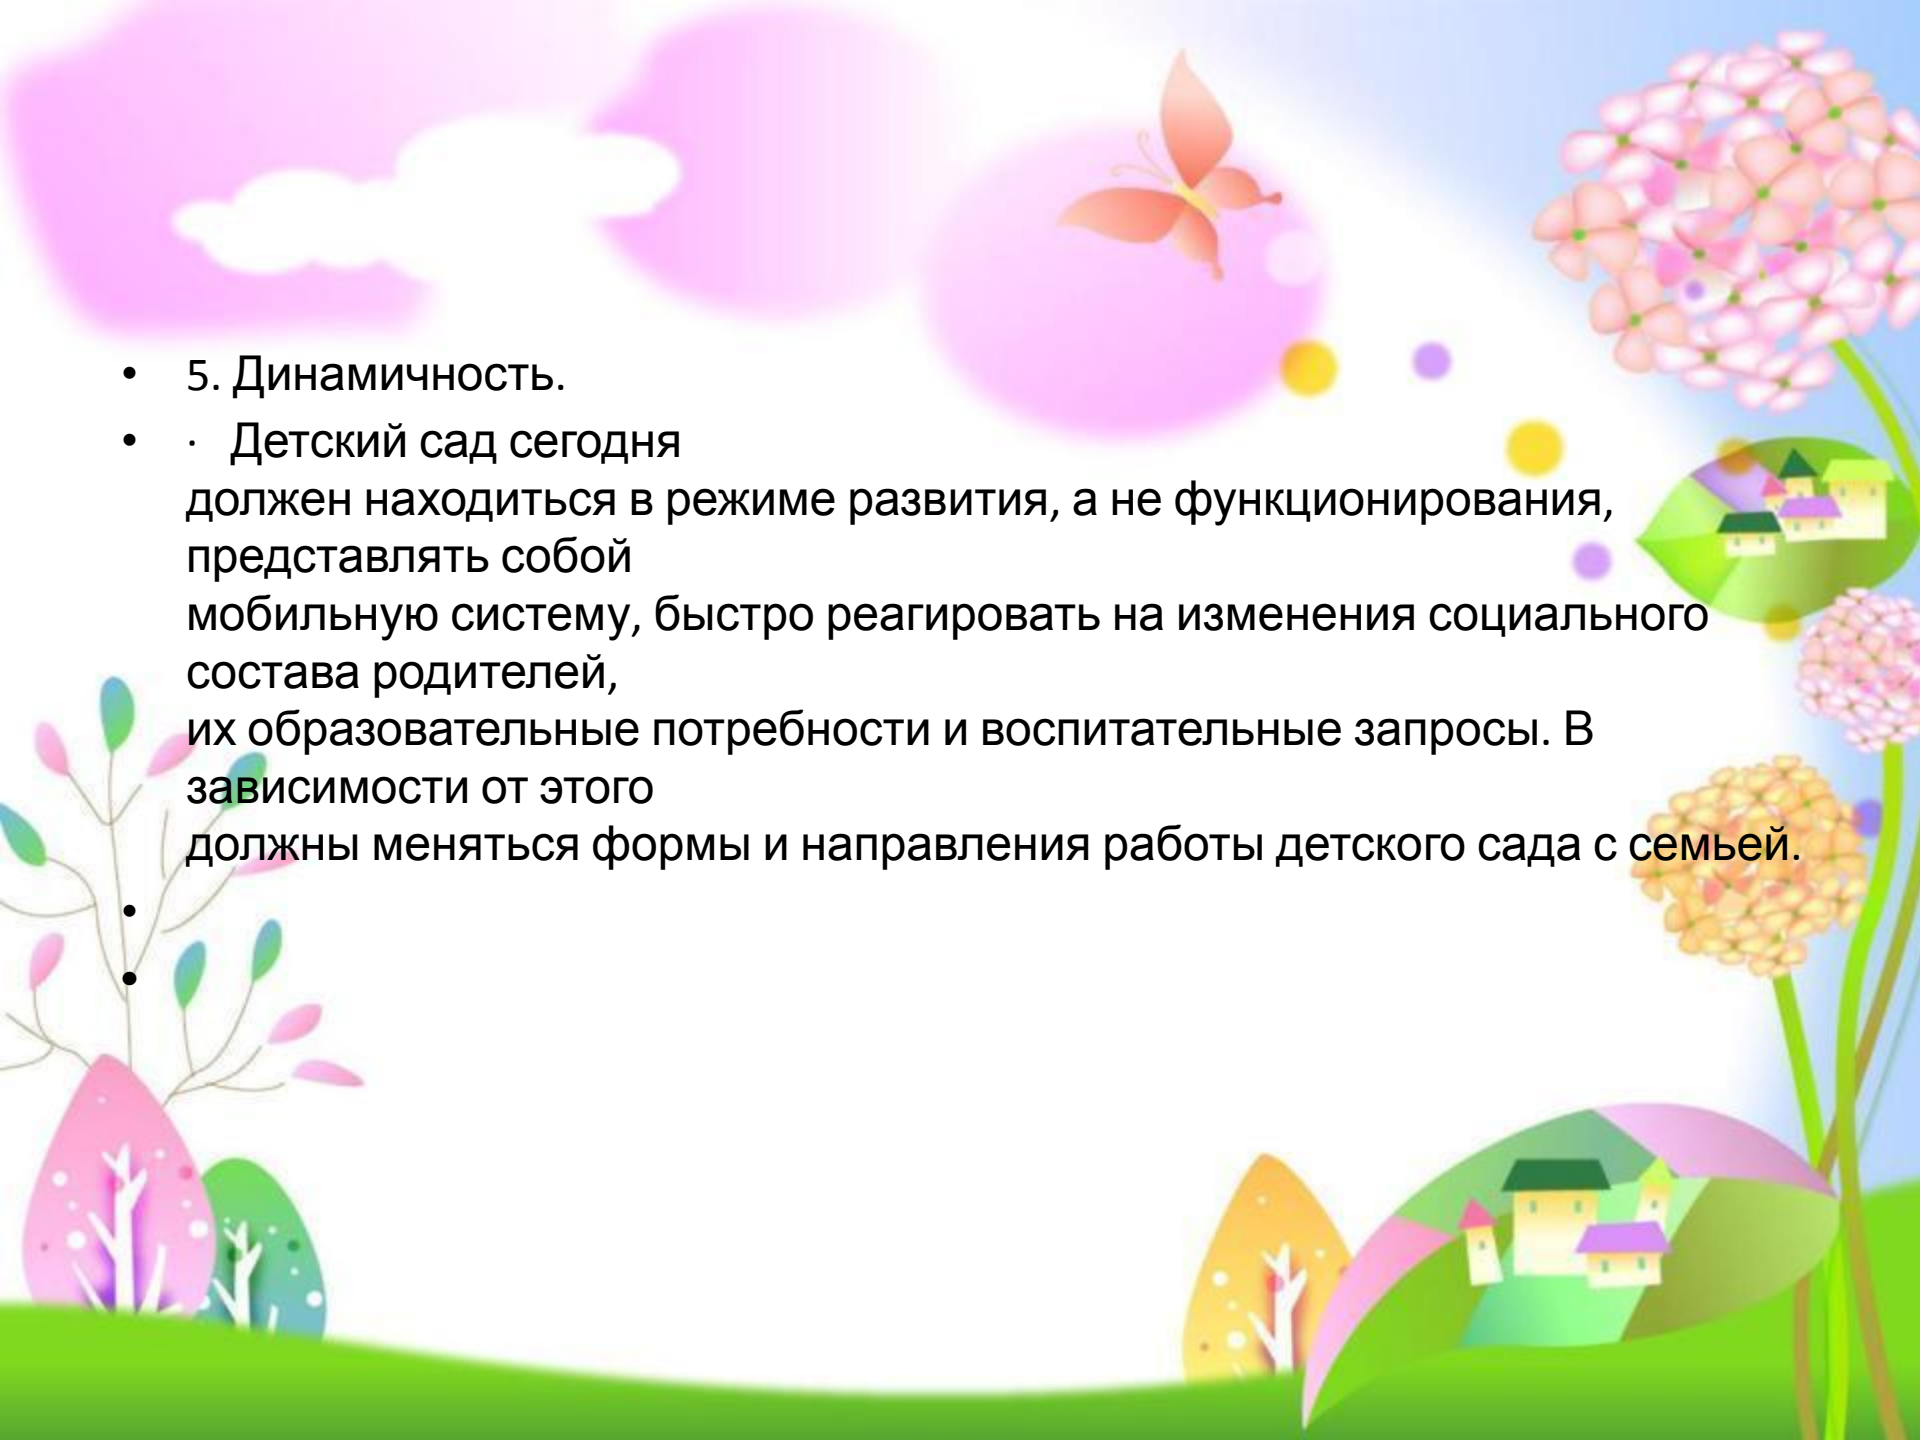 • 5. Динамичность.
• · Детский сад сегодня
должен находиться в режиме развития, а не функционирования,
представлять собой
мобильную систему, быстро реагировать на изменения социального
состава родителей,
их образовательные потребности и воспитательные запросы. В
зависимости от этого
должны меняться формы и направления работы детского сада с семьей.
•
•